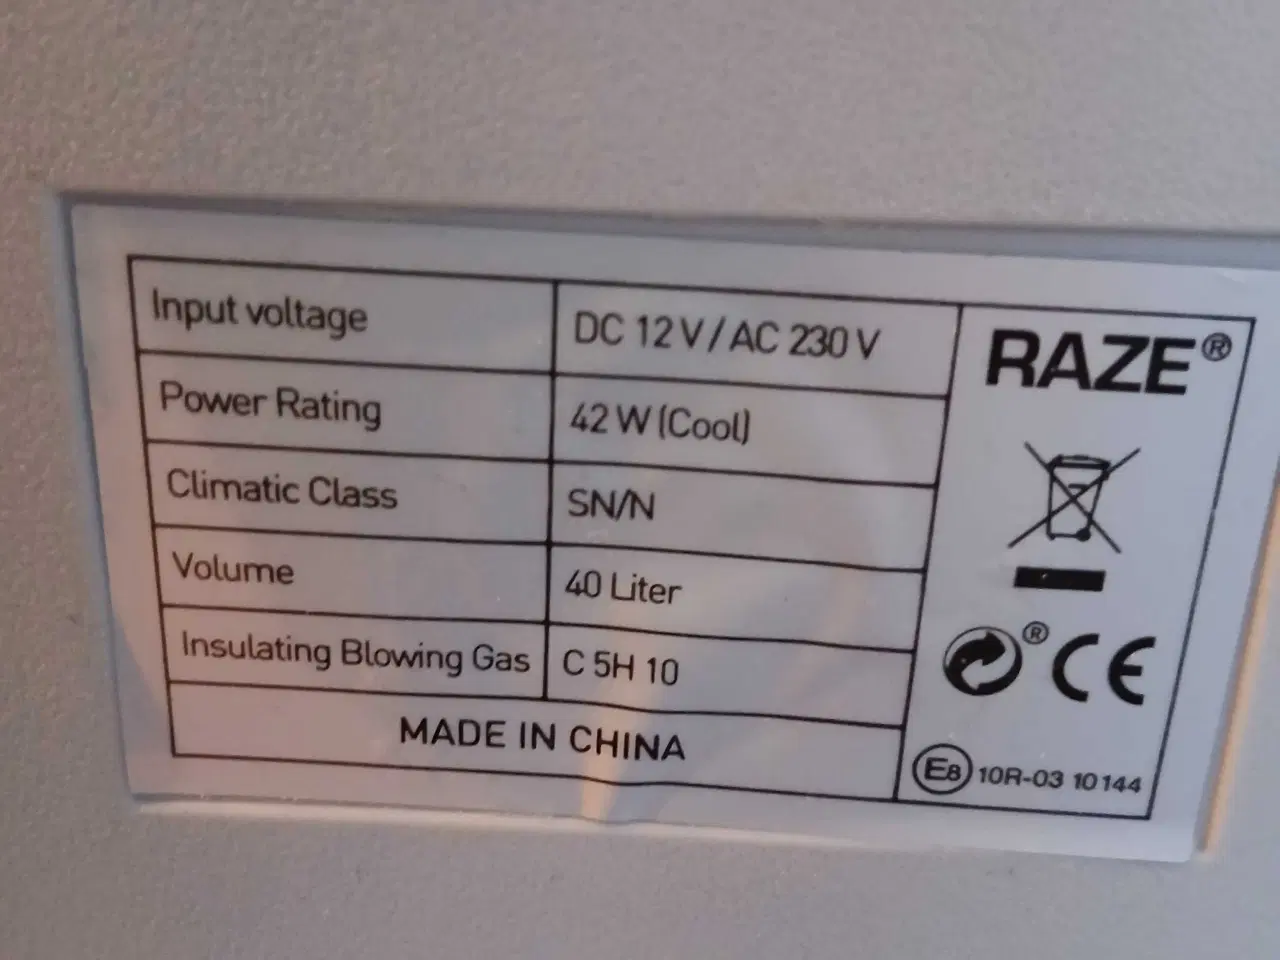 Input voltage DC 12 V / AC 230 V
Power Rating 42 W (Cool)
Climatic Class SN/N
Volume 40 Liter
Insulating Blowing Gas C 5H 10
MADE IN CHINA
RAZE®
®
CE
E8 10R-03 10144